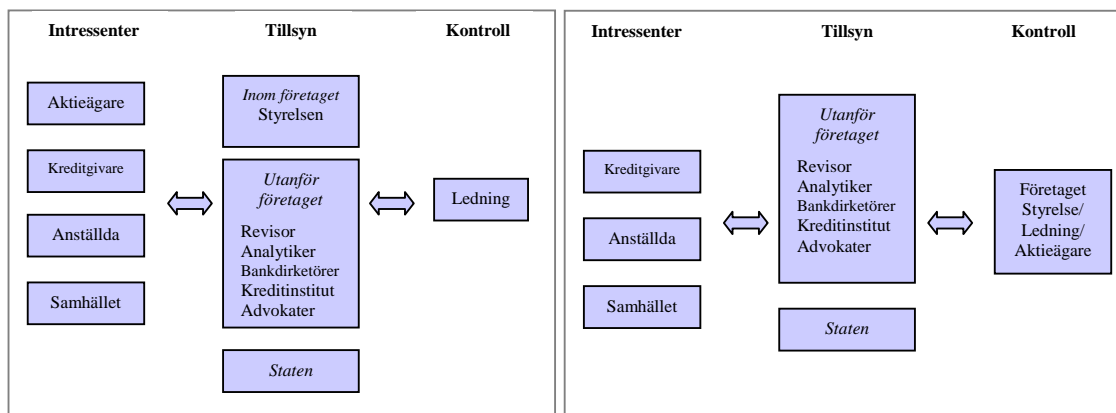 Intressenter
Tillsyn
Kontroll
Aktieägare
Kreditgivare
Anställda
Samhället
Inom företaget
Styrelsen
Utanför
företaget
Revisor
Analytiker
Bankdirketörer
Kreditinstitut
Advokater
Staten
Ledning
Intressenter
Tillsyn
Kontroll
Kreditgivare
Anställda
Samhället
Utanför
företaget
Revisor
Analytiker
Bankdirketörer
Kreditinstitut
Advokater
Staten
Företaget
Styrelse/
Ledning/
Aktieägare